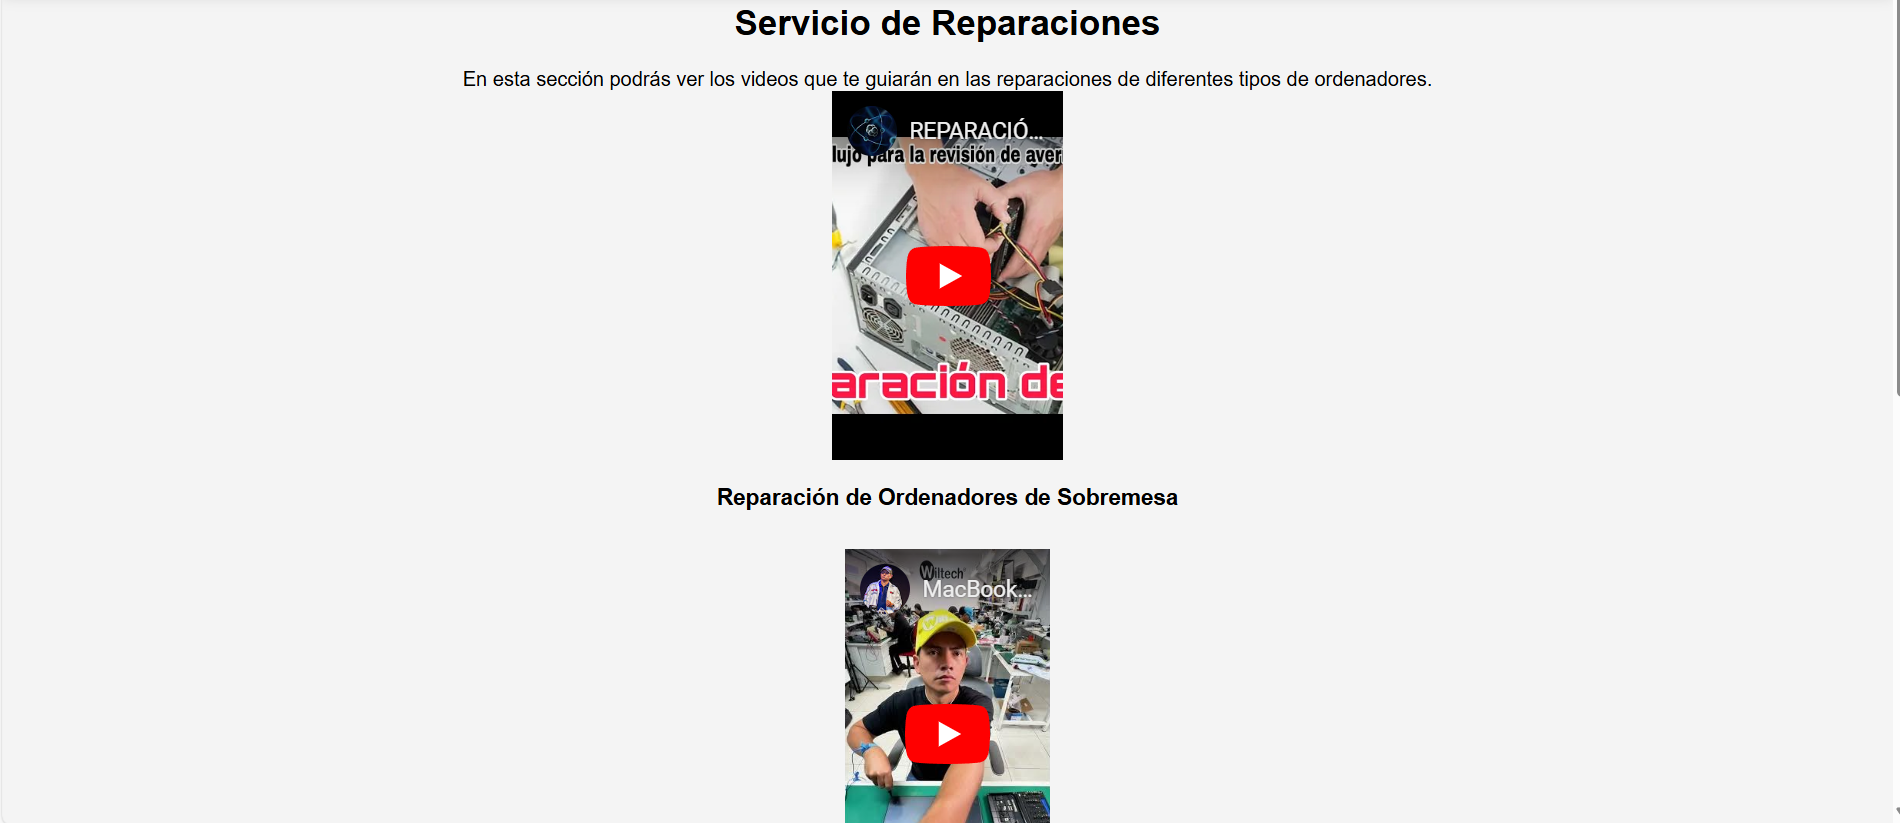 Servicio de Reparaciones
En esta sección podrás ver los videos que te guiarán en las reparaciones de diferentes tipos de ordenadores.
REPARACIÓ...
lujo para la revisión de aver
aración de
Reparación de Ordenadores de Sobremesa
Wiltech
MacBook...